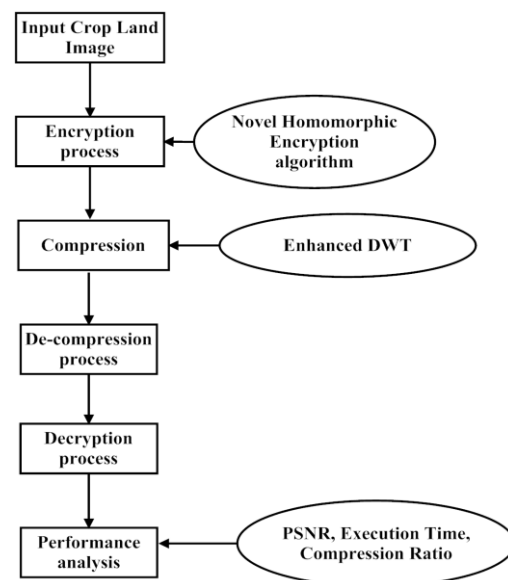 Input Crop Land
Image
Encryption
process
Novel Homomorphic
Encryption
algorithm
Compression
Enhanced DWT
De-compression
process
Decryption
process
Performance
analysis
PSNR, Execution Time,
Compression Ratio